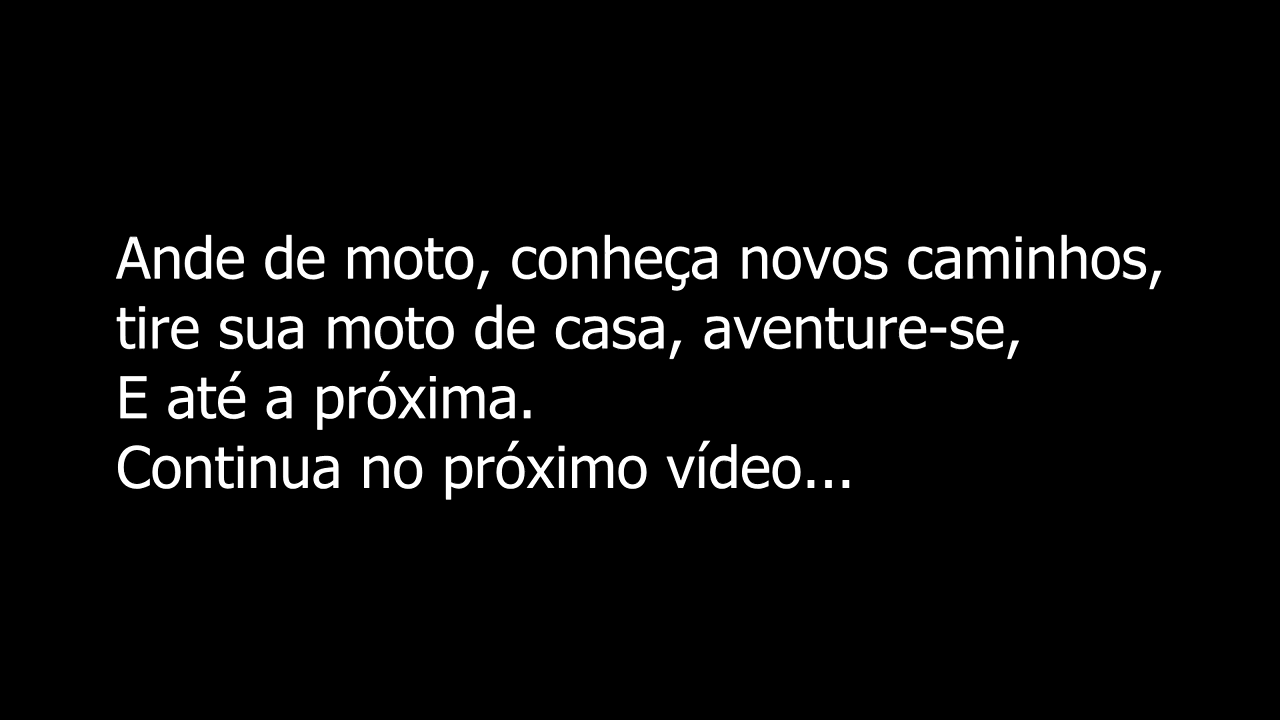 Ande de moto, conheça novos caminhos,
tire sua moto de casa, aventure-se,
E até a próxima.
Continua no próximo vídeo...